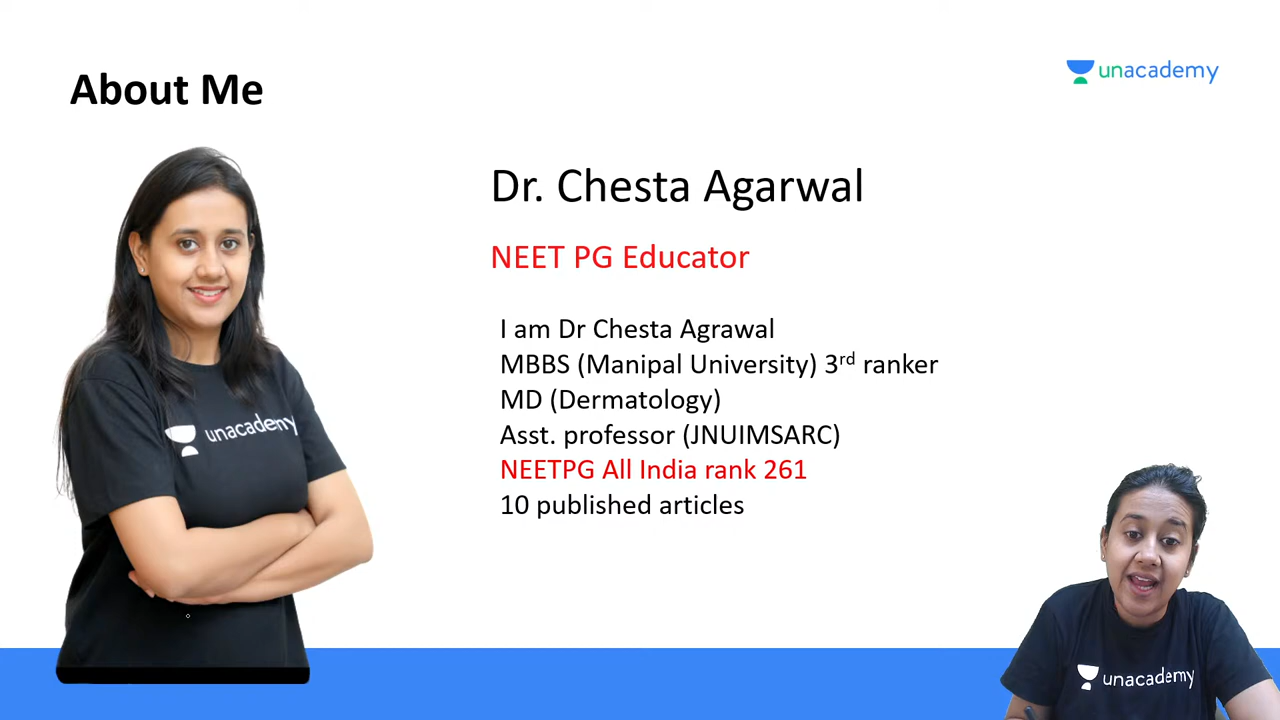 About Me
unacademy
Dr. Chesta Agarwal
NEET PG Educator
I am Dr Chesta Agrawal
MBBS (Manipal University) 3rd ranker
MD (Dermatology)
Asst. professor (JNUIMSARC)
NEETPG All India rank 261
10 published articles
unacademy
unacademy